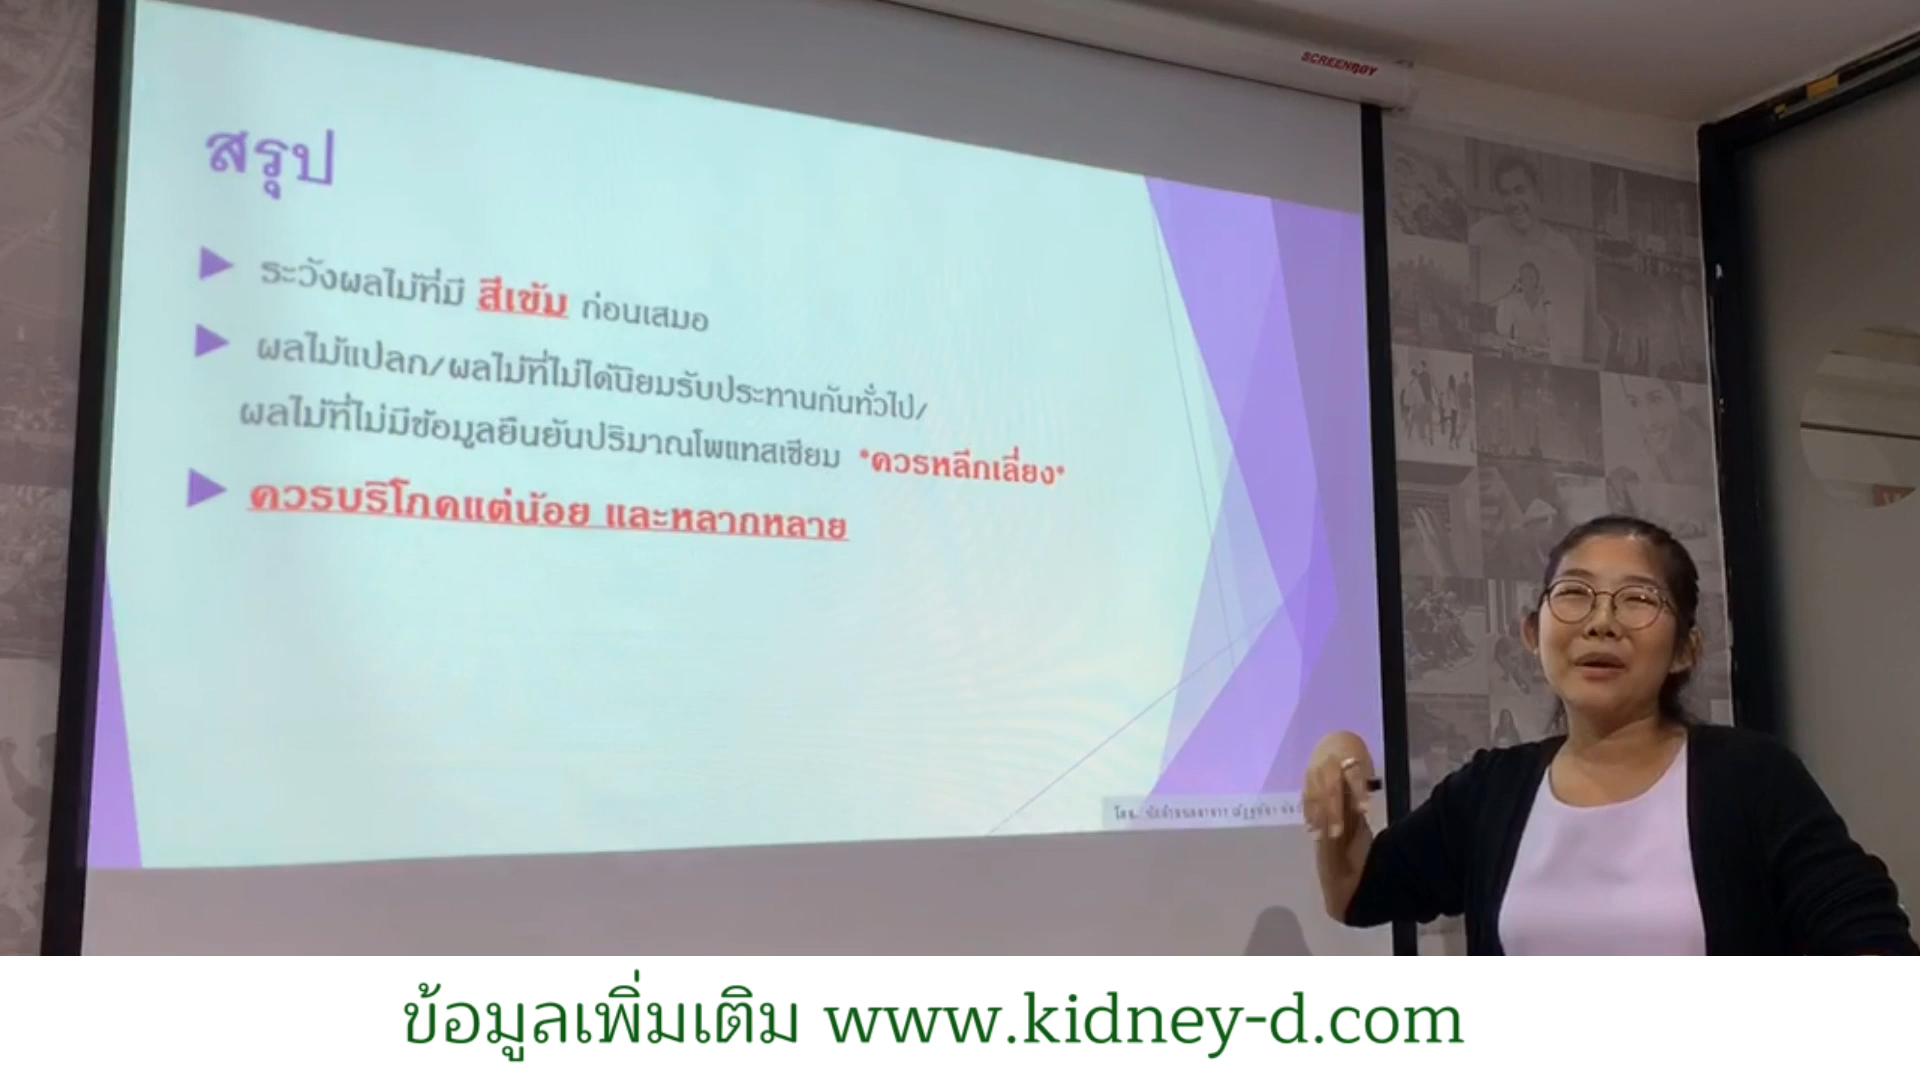 SCREENBOY
สรุป
ระวังผลไม้ที่มี สีเข้ม ก่อนเสมอ
ผลไม้แปลก/ผลไม้ที่ไม่ได้นิยมรับประทานกันทั่วไป/
ผลไม้ที่ไม่มีข้อมูลยืนยันปริมาณโพแทสเซียม *ควรหลีกเลี่ยง*
ควรบริโภคแต่น้อย และหลากหลาย
โดย
ข้อมูลเพิ่มเติม www.kidney-d.com